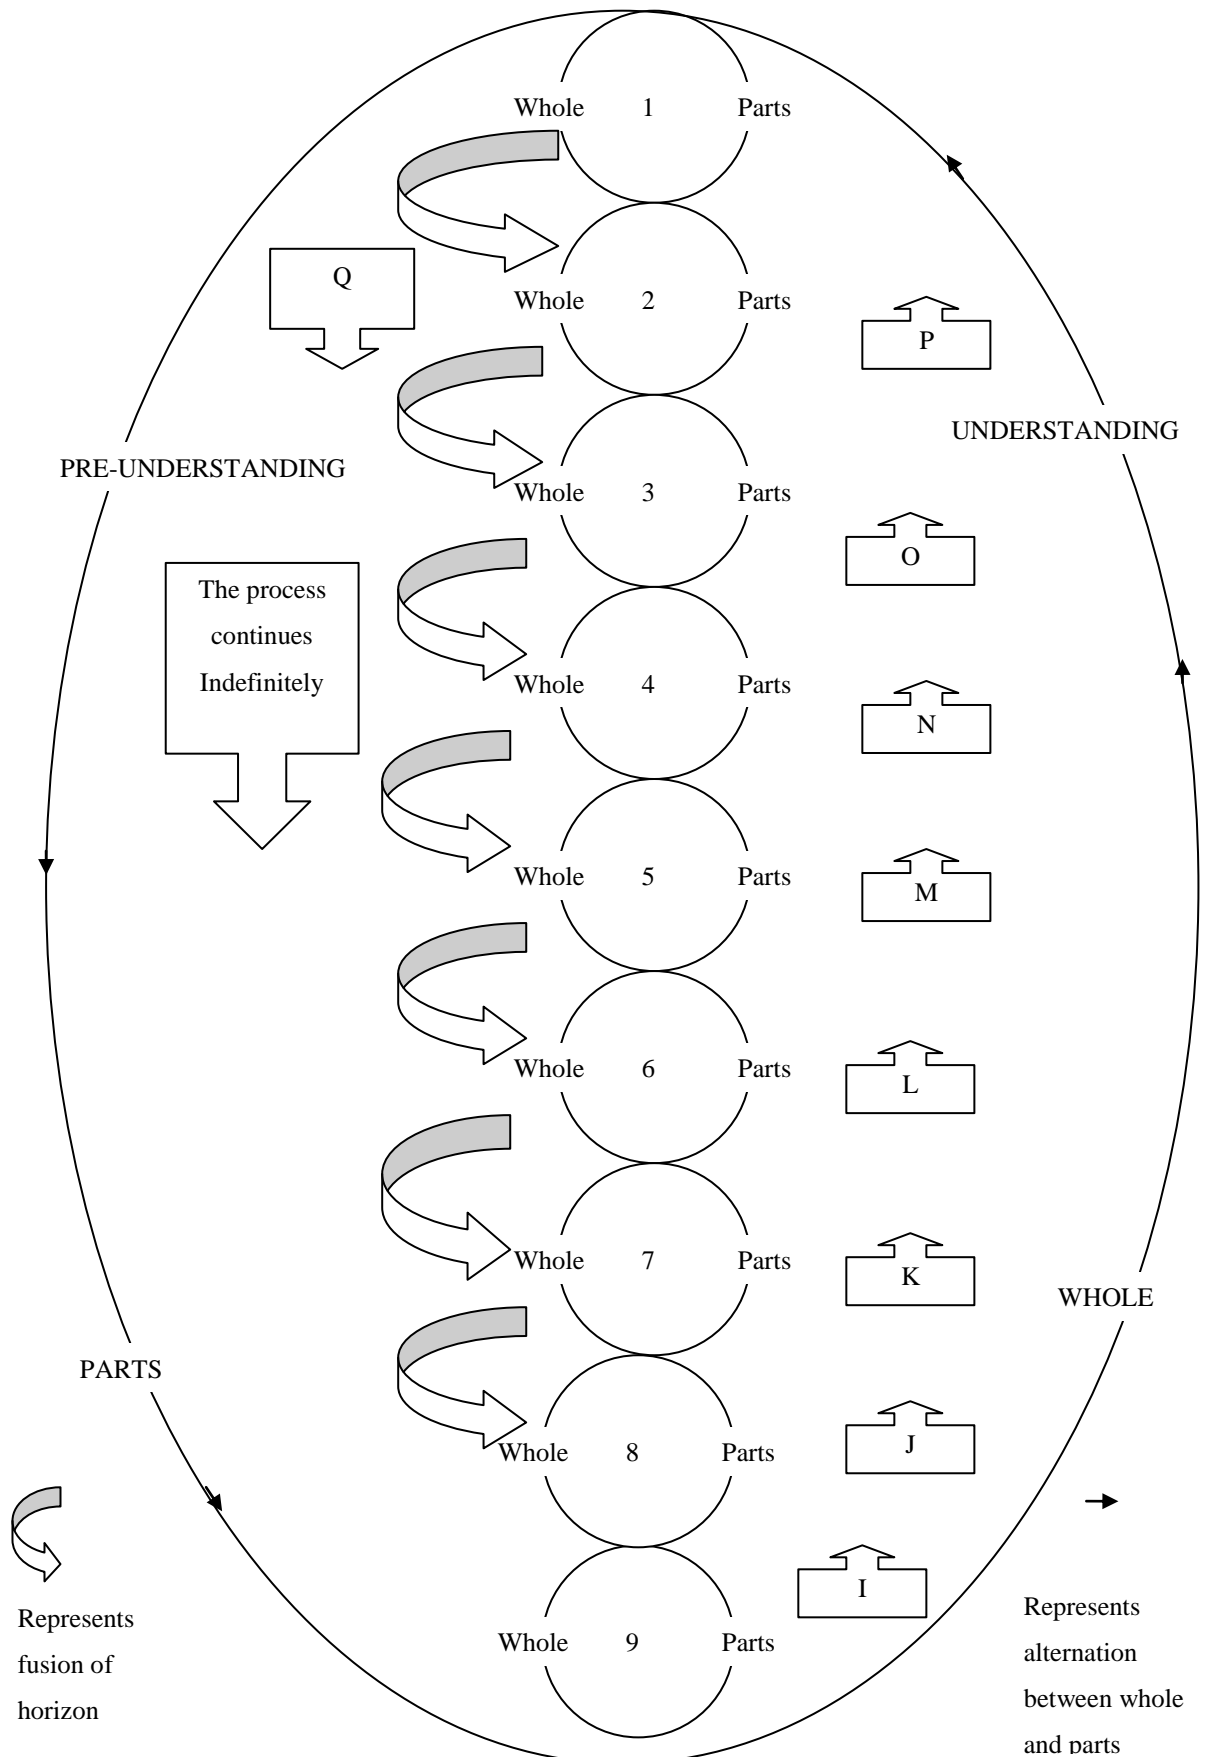 Whole 1 Parts
Q
Whole 2 Parts
P
UNDERSTANDING
PRE-UNDERSTANDING
Whole 3 Parts
O
The process
continues
Indefinitely
Whole 4 Parts
N
Whole 5 Parts
M
Whole 6 Parts
L
Whole 7 Parts
K
WHOLE
PARTS
J
Whole 8 Parts
I
Whole 9 Parts
Represents
fusion of
horizon
Represents
alternation
between whole
and parts